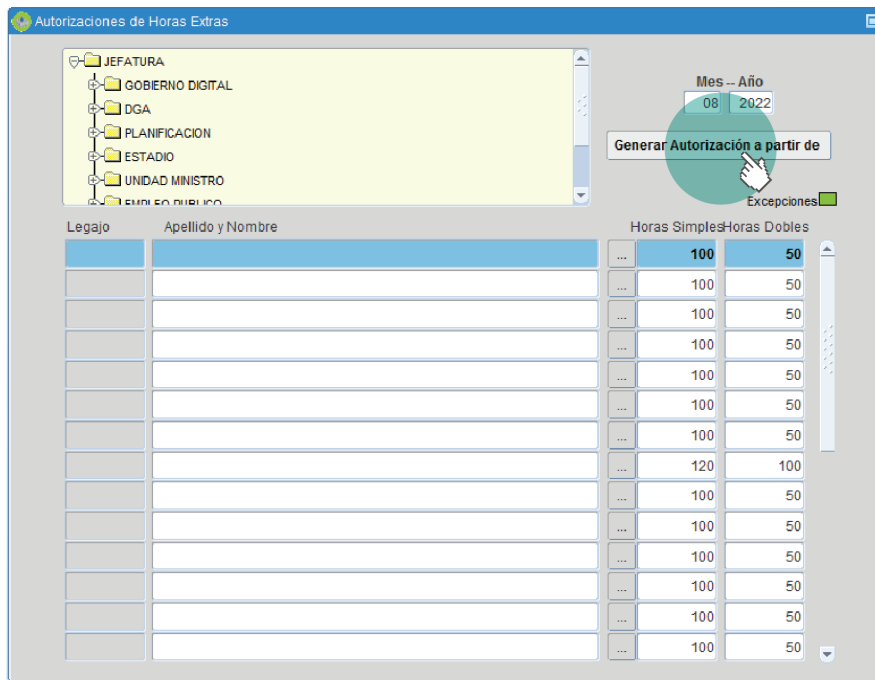 Autorizaciones de Horas Extras
JEFATURA
GOBIERNO DIGITAL
DGA
PLANIFICACION
ESTADIO
UNIDAD MINISTRO
EMPLEO PUBLICO
Mes -- Año
08 2022
Generar Autorización a partir de
Excepciones
Legajo Apellido y Nombre Horas Simples Horas Dobles
... 100 50
... 100 50
... 100 50
... 100 50
... 100 50
... 100 50
... 100 50
... 120 100
... 100 50
... 100 50
... 100 50
... 100 50
... 100 50
... 100 50